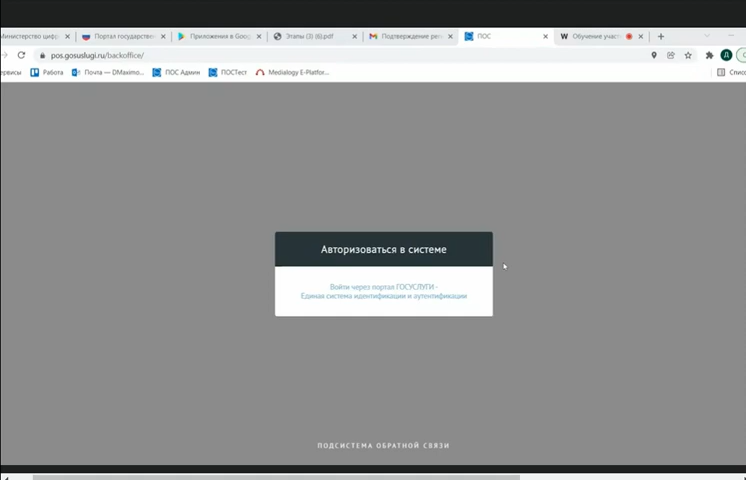 Министерство цифр
Портал государствен
Приложения в Goog
Этапы (3) (6).pdf
Подтверждение рег
ПОС
Обучение участ
pos.gosuslugi.ru/backoffice/
ервисы
Работа
Почта — DMaximo...
ПОС Админ
ПОСТест
Medialogy E-Platfor...
Списо
Авторизоваться в системе
Войти через портал ГОСУСЛУГИ -
Единая система идентификации и аутентификации
ПОДСИСТЕМА ОБРАТНОЙ СВЯЗИ